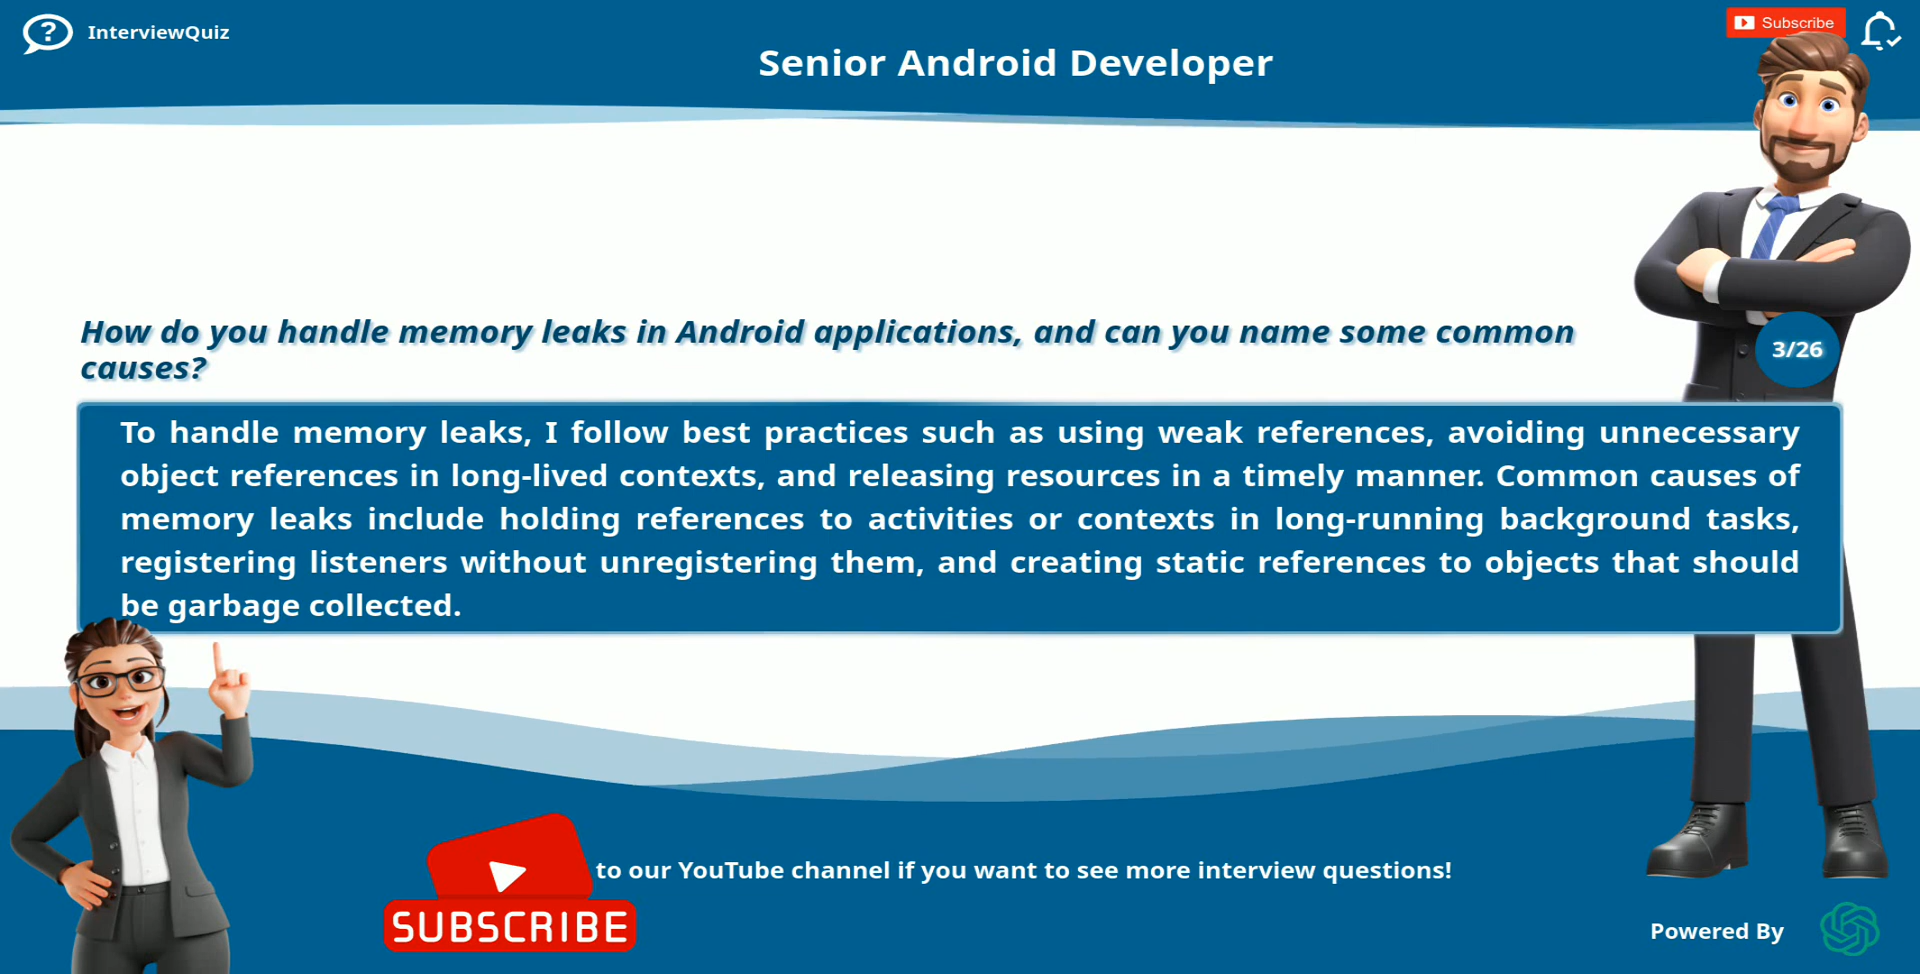 InterviewQuiz
Subscribe
Senior Android Developer
How do you handle memory leaks in Android applications, and can you name some common
causes?
3/26
To handle memory leaks, I follow best practices such as using weak references, avoiding unnecessary
object references in long-lived contexts, and releasing resources in a timely manner. Common causes of
memory leaks include holding references to activities or contexts in long-running background tasks,
registering listeners without unregistering them, and creating static references to objects that should
be garbage collected.
to our YouTube channel if you want to see more interview questions!
SUBSCRIBE
Powered By